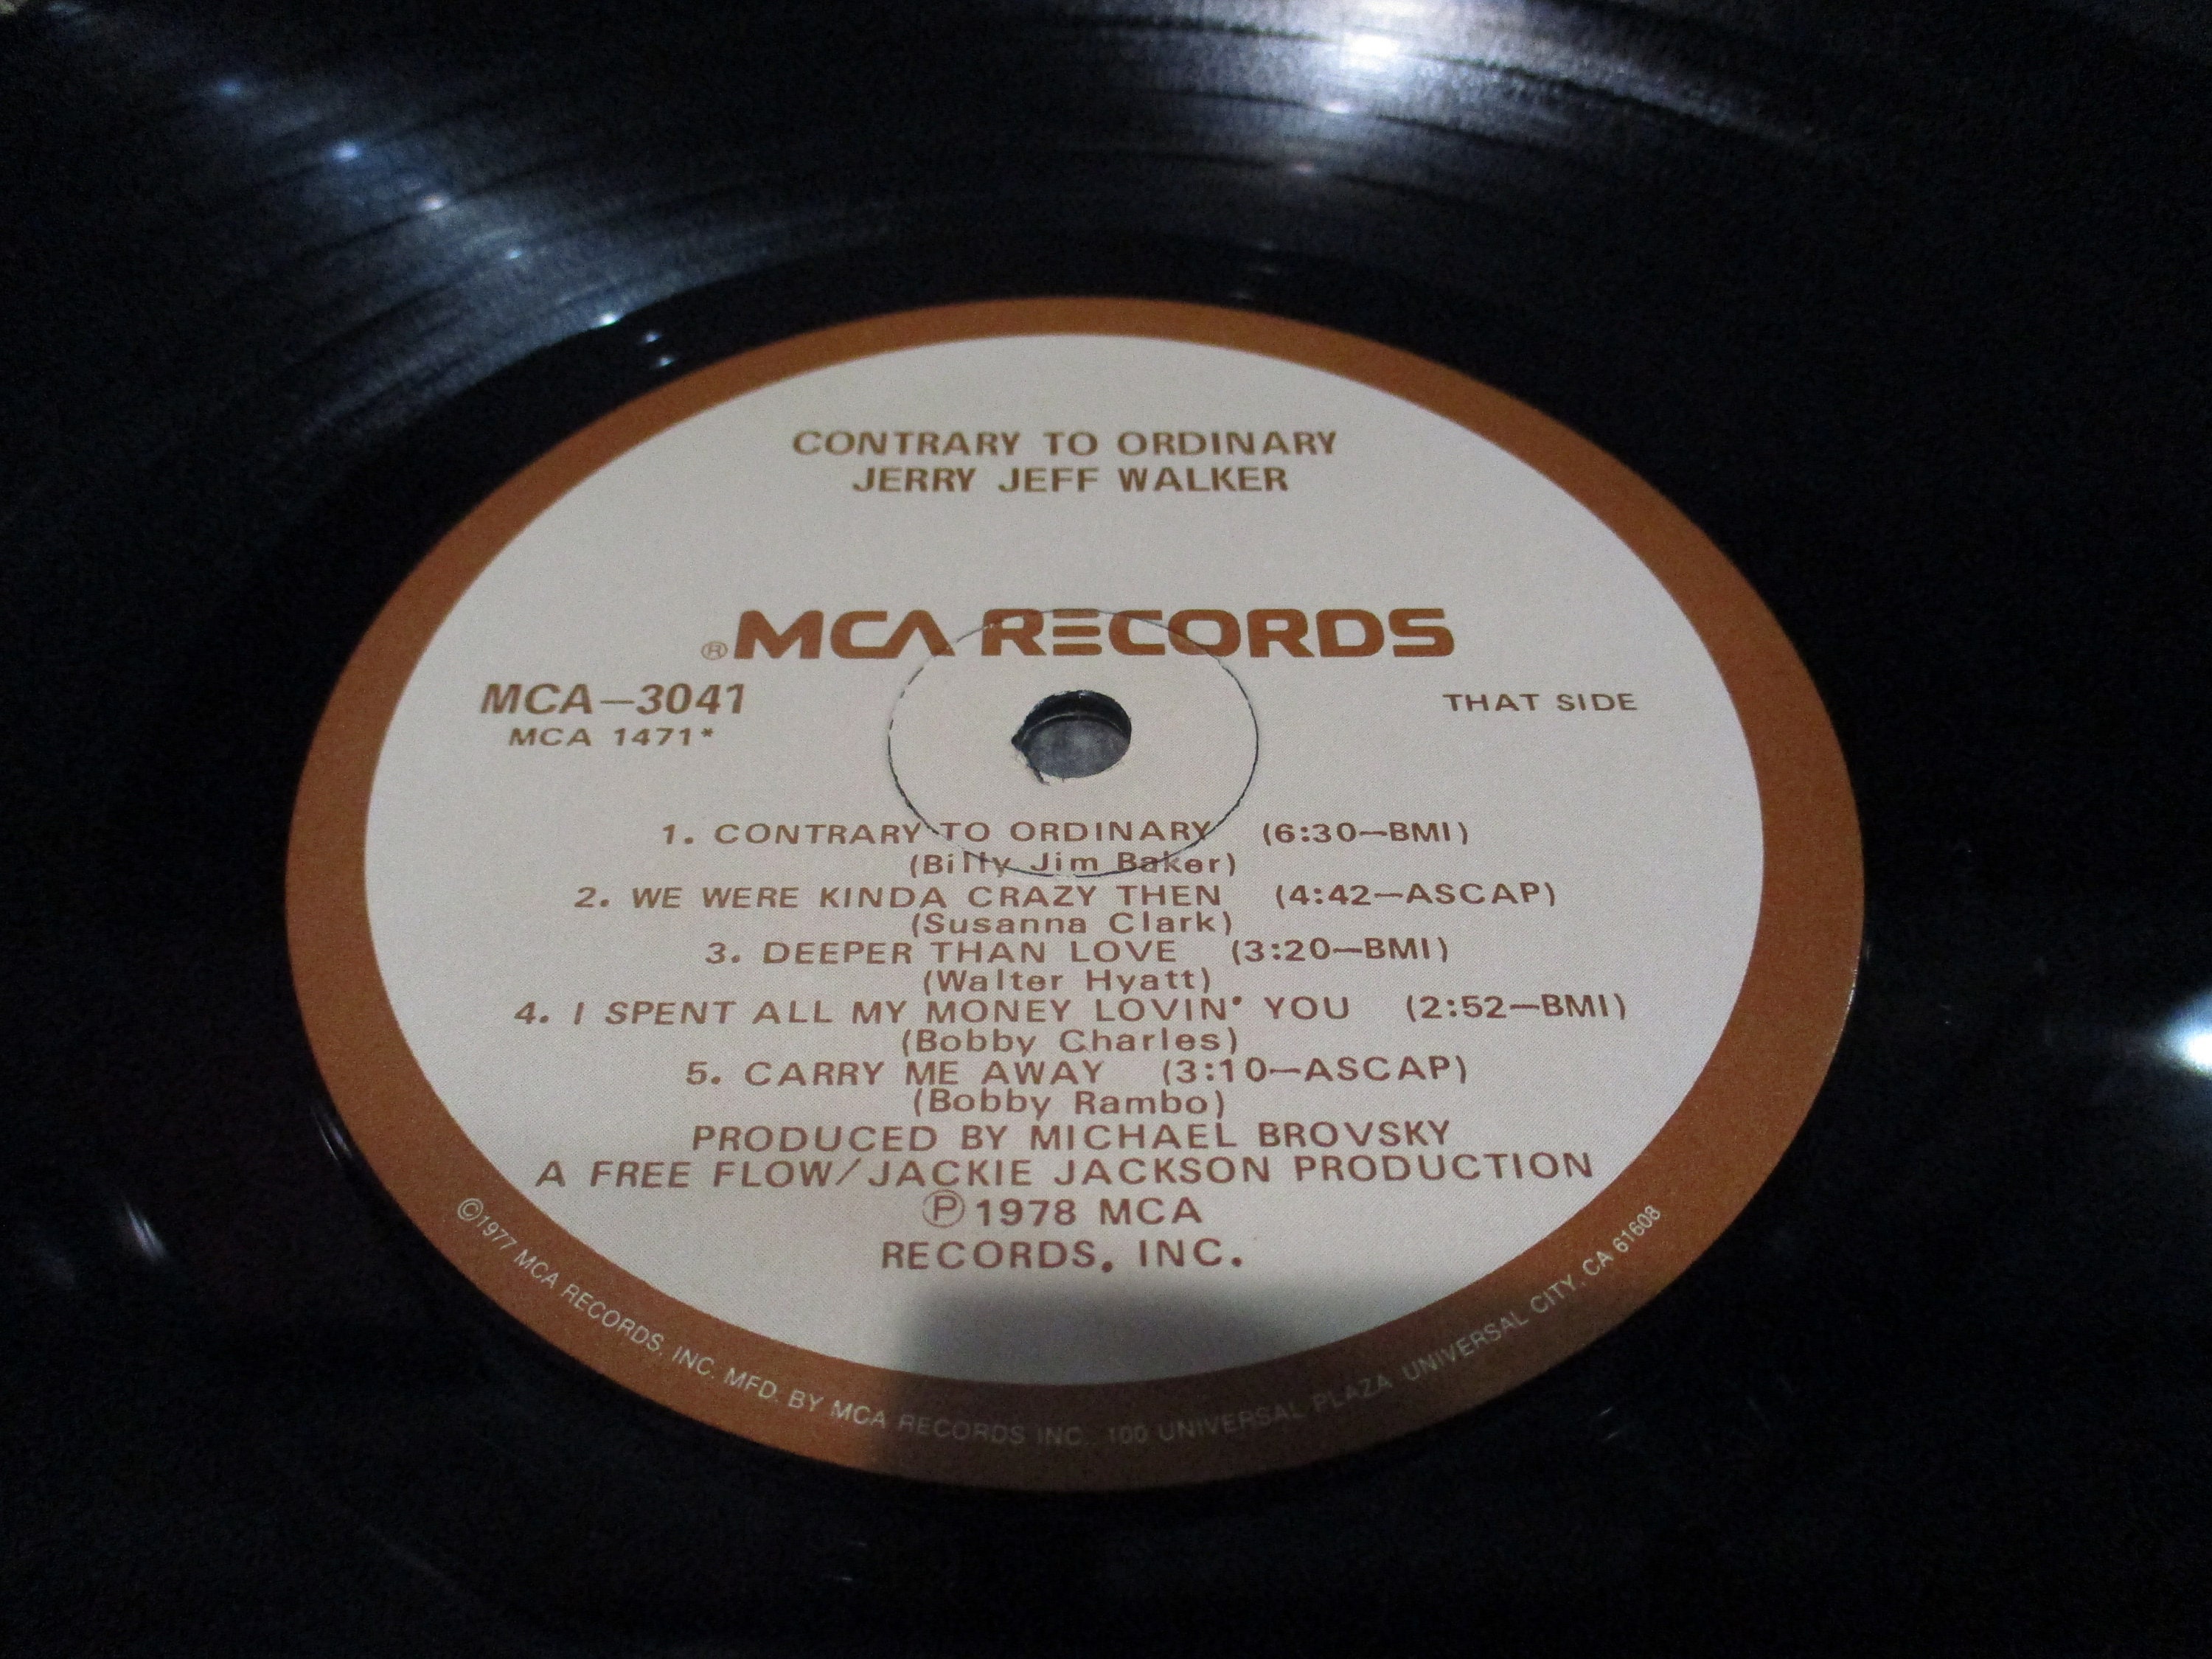 CONTRARY TO ORDINARY
JERRY JEFF WALKER
® MCA RECORDS
MCA—3041
THAT SIDE
MCA 1471*
1. CONTRARY TO ORDINARY (6:30—BMI)
(Billy Jim Baker)
2. WE WERE KINDA CRAZY THEN (4:42—ASCAP)
(Susanna Clark)
3. DEEPER THAN LOVE (3:20—BMI)
(Walter Hyatt)
4. I SPENT ALL MY MONEY LOVIN' YOU (2:52—BMI)
(Bobby Charles)
5. CARRY ME AWAY (3:10—ASCAP)
(Bobby Rambo)
PRODUCED BY MICHAEL BROVSKY
A FREE FLOW/JACKIE JACKSON PRODUCTION
℗1978 MCA
RECORDS, INC.
©1977 MCA RECORDS, INC. MFD. BY MCA RECORDS INC., 100 UNIVERSAL PLAZA UNIVERSAL CITY, CA 61608